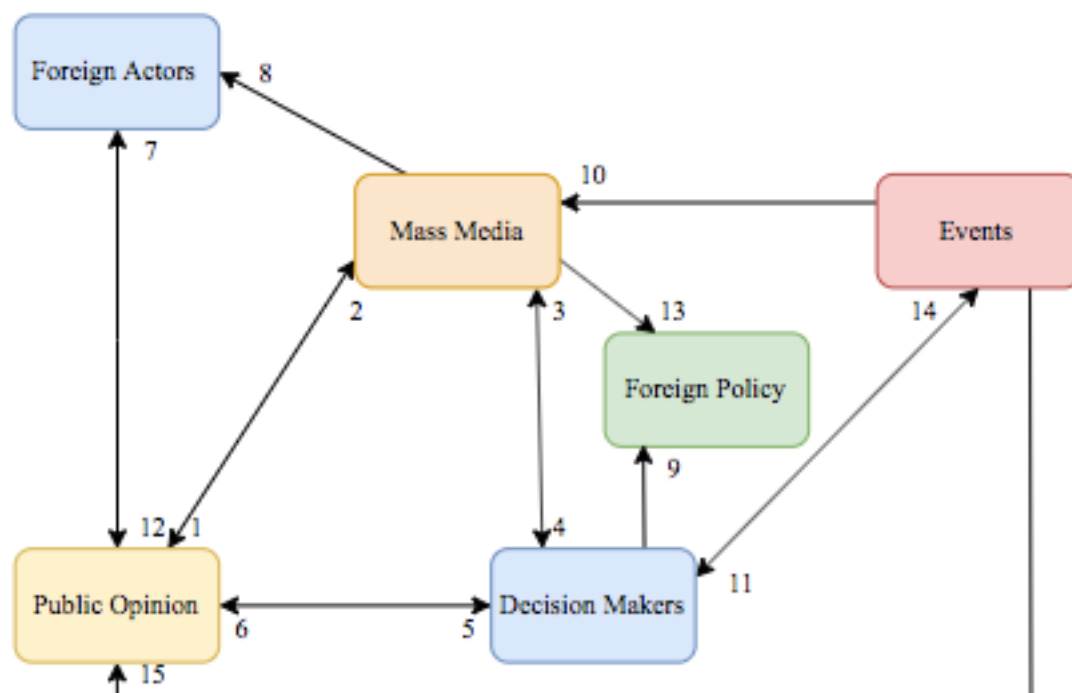 Foreign Actors
8
7
10
Mass Media
Events
2
3
13
14
Foreign Policy
9
12
1
4
11
Public Opinion
Decision Makers
6
5
15